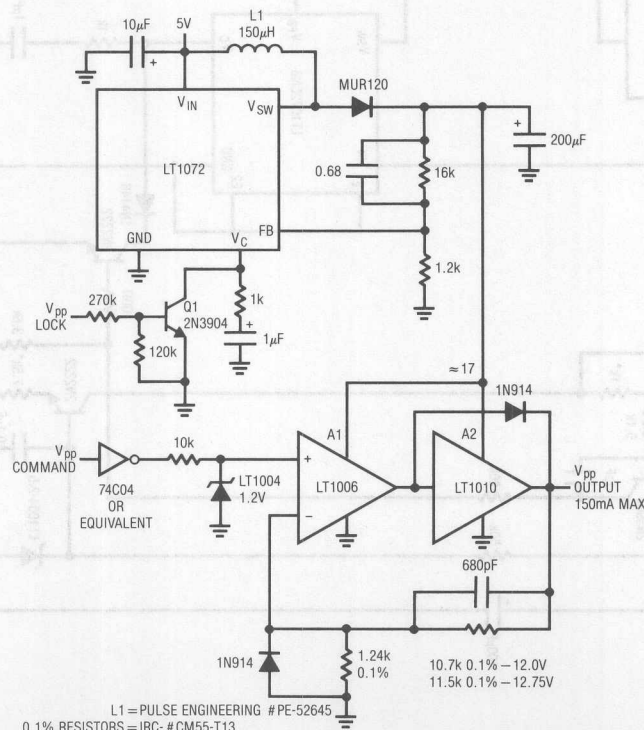 L1
150μH
10μF
+
5V
VIN
VSW
MUR120
LT1072
+
200μF
0.68
16k
FB
GND
VC
1.2k
Vpp
LOCK
270k
Q1
2N3904
1k
+
1μF
120k
≈17
1N914
A1
A2
Vpp
COMMAND
10k
+
LT1006
LT1010
Vpp
OUTPUT
150mA MAX
74C04
OR
EQUIVALENT
LT1004
1.2V
–
680pF
1N914
1.24k
0.1%
10.7k 0.1% – 12.0V
11.5k 0.1% – 12.75V
L1 = PULSE ENGINEERING #PE-52645
0.1% RESISTORS = IRC- #CM55-T13